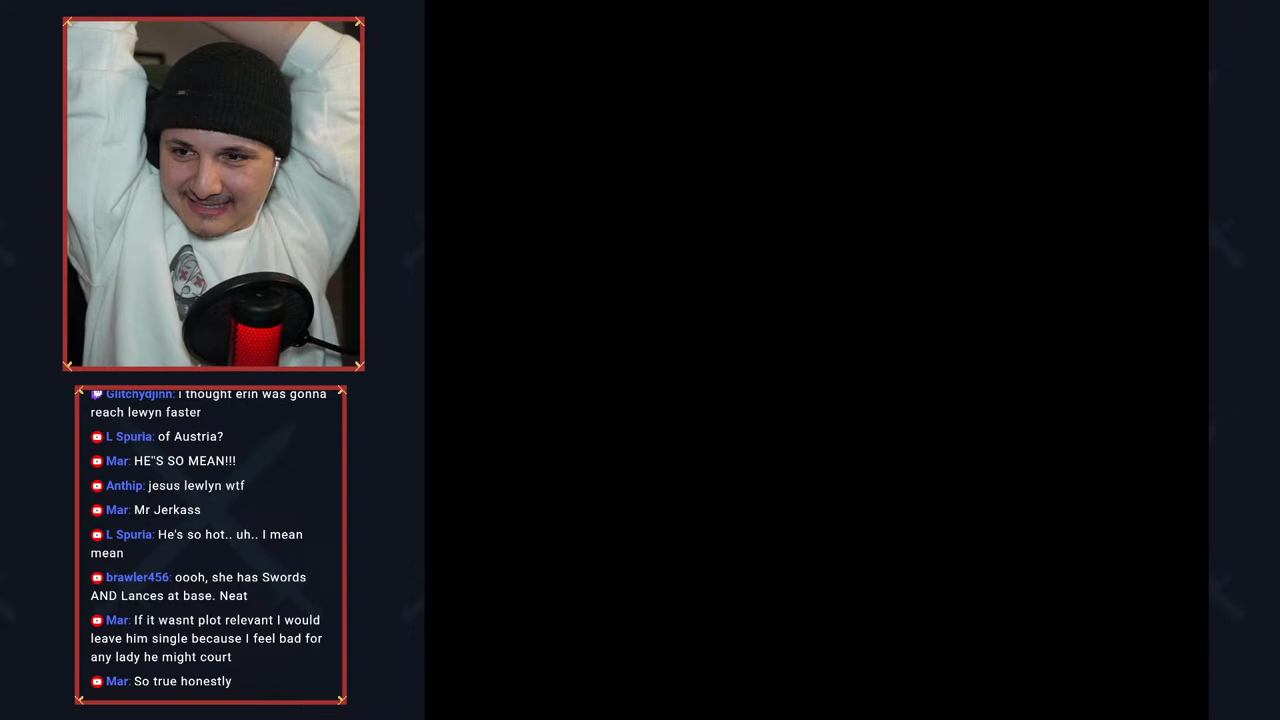 Glitchydjinn: I thought erin was gonna
reach lewyn faster
L Spuria: of Austria?
Mar: HE"S SO MEAN!!!
Anthip: jesus lewlyn wtf
Mar: Mr Jerkass
L Spuria: He's so hot.. uh.. I mean
mean
brawler456: oooh, she has Swords
AND Lances at base. Neat
Mar: If it wasnt plot relevant I would
leave him single because I feel bad for
any lady he might court
Mar: So true honestly